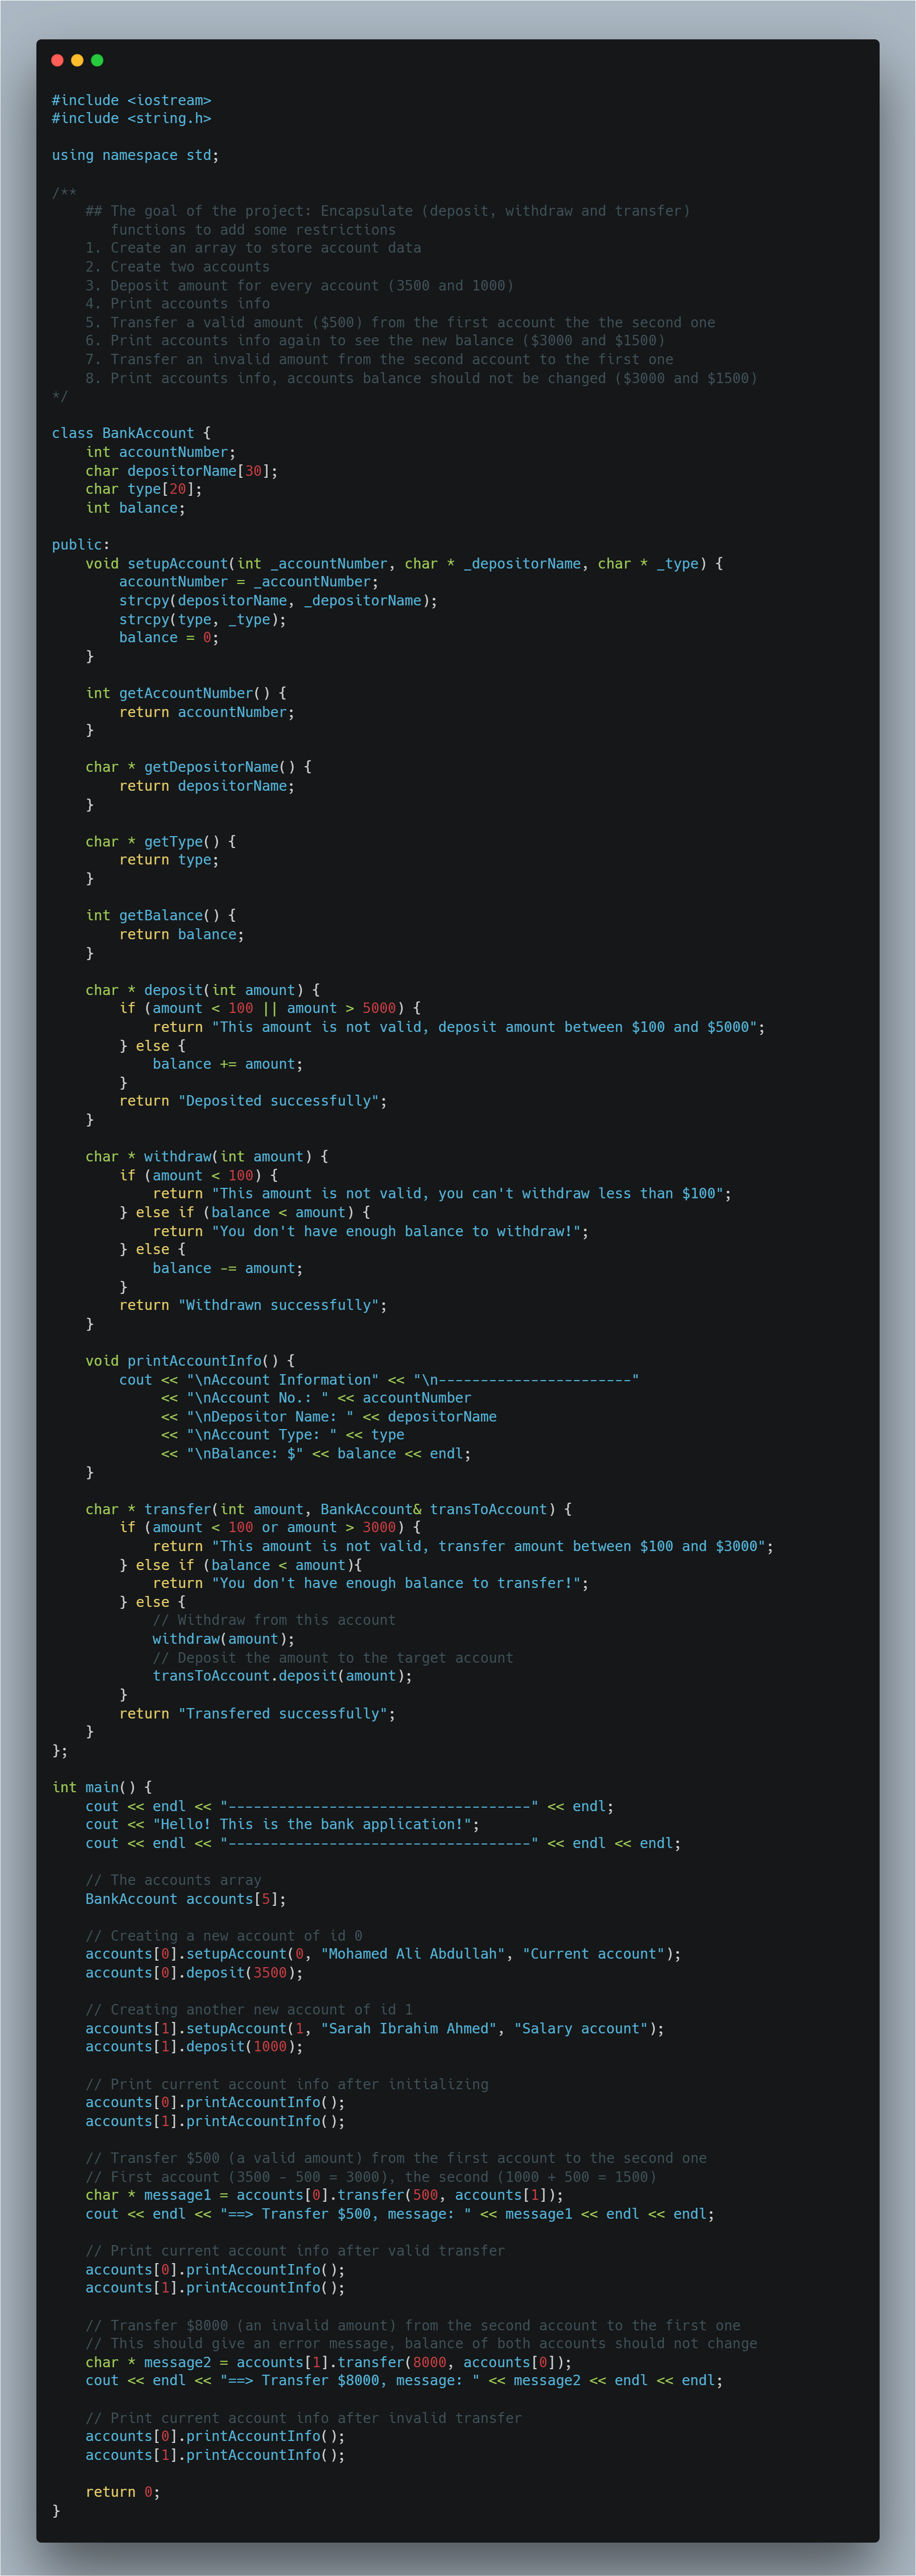 #include <iostream>
#include <string.h>

using namespace std;

/**
    ## The goal of the project: Encapsulate (deposit, withdraw and transfer)
       functions to add some restrictions
    1. Create an array to store account data
    2. Create two accounts
    3. Deposit amount for every account (3500 and 1000)
    4. Print accounts info
    5. Transfer a valid amount ($500) from the first account the the second one
    6. Print accounts info again to see the new balance ($3000 and $1500)
    7. Transfer an invalid amount from the second account to the first one
    8. Print accounts info, accounts balance should not be changed ($3000 and $1500)
*/

class BankAccount {
    int accountNumber;
    char depositorName[30];
    char type[20];
    int balance;

public:
    void setupAccount(int _accountNumber, char * _depositorName, char * _type) {
        accountNumber = _accountNumber;
        strcpy(depositorName, _depositorName);
        strcpy(type, _type);
        balance = 0;
    }

    int getAccountNumber() {
        return accountNumber;
    }

    char * getDepositorName() {
        return depositorName;
    }

    char * getType() {
        return type;
    }

    int getBalance() {
        return balance;
    }

    char * deposit(int amount) {
        if (amount < 100 || amount > 5000) {
            return "This amount is not valid, deposit amount between $100 and $5000";
        } else {
            balance += amount;
        }
        return "Deposited successfully";
    }

    char * withdraw(int amount) {
        if (amount < 100) {
            return "This amount is not valid, you can't withdraw less than $100";
        } else if (balance < amount) {
            return "You don't have enough balance to withdraw!";
        } else {
            balance -= amount;
        }
        return "Withdrawn successfully";
    }

    void printAccountInfo() {
        cout << "\nAccount Information" << "\n-----------------------"
             << "\nAccount No.: " << accountNumber
             << "\nDepositor Name: " << depositorName
             << "\nAccount Type: " << type
             << "\nBalance: $" << balance << endl;
    }

    char * transfer(int amount, BankAccount& transToAccount) {
        if (amount < 100 or amount > 3000) {
            return "This amount is not valid, transfer amount between $100 and $3000";
        } else if (balance < amount){
            return "You don't have enough balance to transfer!";
        } else {
            // Withdraw from this account
            withdraw(amount);
            // Deposit the amount to the target account
            transToAccount.deposit(amount);
        }
        return "Transfered successfully";
    }
};

int main() {
    cout << endl << "------------------------------------" << endl;
    cout << "Hello! This is the bank application!";
    cout << endl << "------------------------------------" << endl << endl;

    // The accounts array
    BankAccount accounts[5];

    // Creating a new account of id 0
    accounts[0].setupAccount(0, "Mohamed Ali Abdullah", "Current account");
    accounts[0].deposit(3500);

    // Creating another new account of id 1
    accounts[1].setupAccount(1, "Sarah Ibrahim Ahmed", "Salary account");
    accounts[1].deposit(1000);

    // Print current account info after initializing
    accounts[0].printAccountInfo();
    accounts[1].printAccountInfo();

    // Transfer $500 (a valid amount) from the first account to the second one
    // First account (3500 - 500 = 3000), the second (1000 + 500 = 1500)
    char * message1 = accounts[0].transfer(500, accounts[1]);
    cout << endl << "==> Transfer $500, message: " << message1 << endl << endl;

    // Print current account info after valid transfer
    accounts[0].printAccountInfo();
    accounts[1].printAccountInfo();

    // Transfer $8000 (an invalid amount) from the second account to the first one
    // This should give an error message, balance of both accounts should not change
    char * message2 = accounts[1].transfer(8000, accounts[0]);
    cout << endl << "==> Transfer $8000, message: " << message2 << endl << endl;

    // Print current account info after invalid transfer
    accounts[0].printAccountInfo();
    accounts[1].printAccountInfo();

    return 0;
}